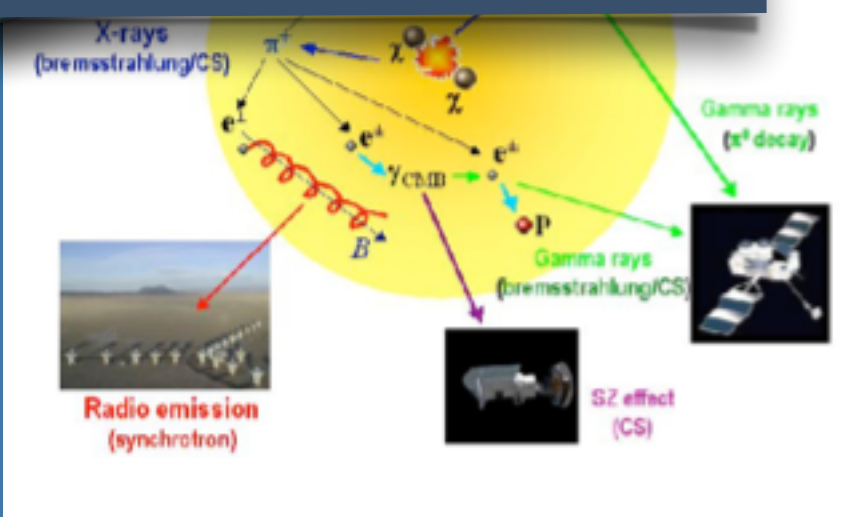 X-rays
(bremsstrahlung/CS)
π⁺
χ
χ
Gamma rays
(π⁰ decay)
e±
e±
e±
γCMB
p
B
Gamma rays
(bremsstrahlung/CS)
SZ effect
(CS)
Radio emission
(synchrotron)